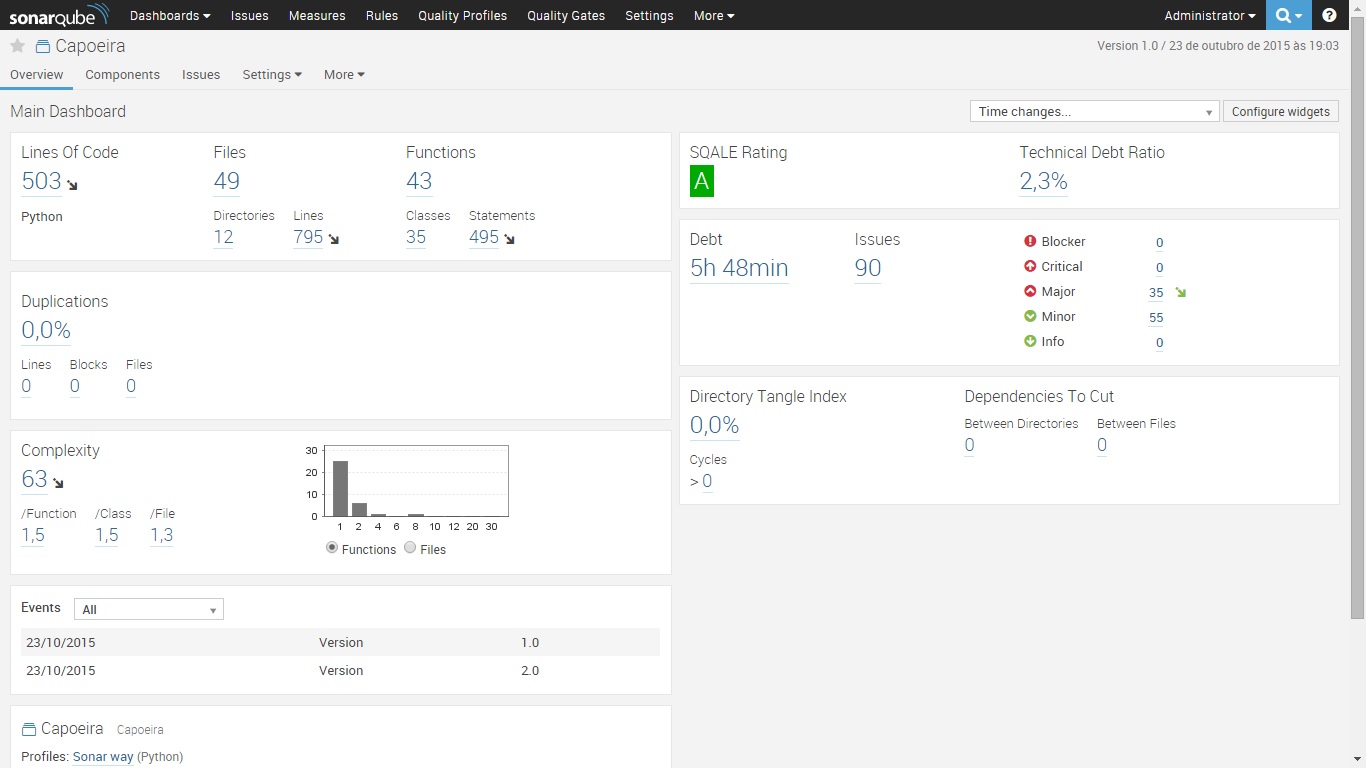 sonarqube Dashboards Issues Measures Rules Quality Profiles Quality Gates Settings More Administrator ?
Capoeira Version 1.0 / 23 de outubro de 2015 às 19:03
Overview Components Issues Settings More
Main Dashboard Time changes... Configure widgets
Lines Of Code Files Functions
503 49 43
Python Directories Lines Classes Statements
12 795 35 495
Duplications
0,0%
Lines Blocks Files
0 0 0
Complexity
63
/Function /Class /File
1,5 1,5 1,3
30
20
10
0
1 2 4 6 8 10 12 20 30
Functions Files
Events All
23/10/2015 Version 1.0
23/10/2015 Version 2.0
Capoeira Capoeira
Profiles: Sonar way (Python)
SQALE Rating Technical Debt Ratio
A 2,3%
Debt Issues
5h 48min 90
Blocker 0
Critical 0
Major 35
Minor 55
Info 0
Directory Tangle Index Dependencies To Cut
0,0% Between Directories Between Files
0 0
Cycles
> 0